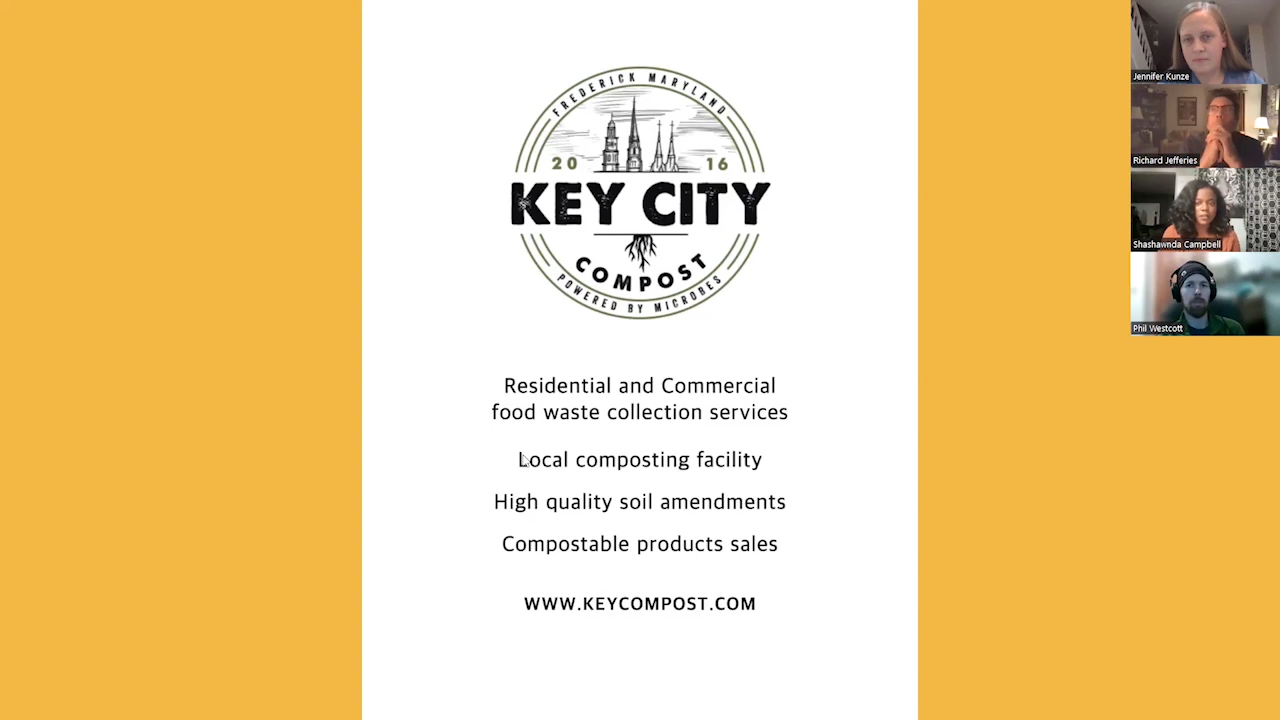 FREDERICK MARYLAND
20 16
KEY CITY
COMPOST
POWERED BY MICROBES
Residential and Commercial
food waste collection services
Local composting facility
High quality soil amendments
Compostable products sales
WWW.KEYCOMPOST.COM
Jennifer Kunze
Richard Jefferies
Shashawnda Campbell
Phil Westcott